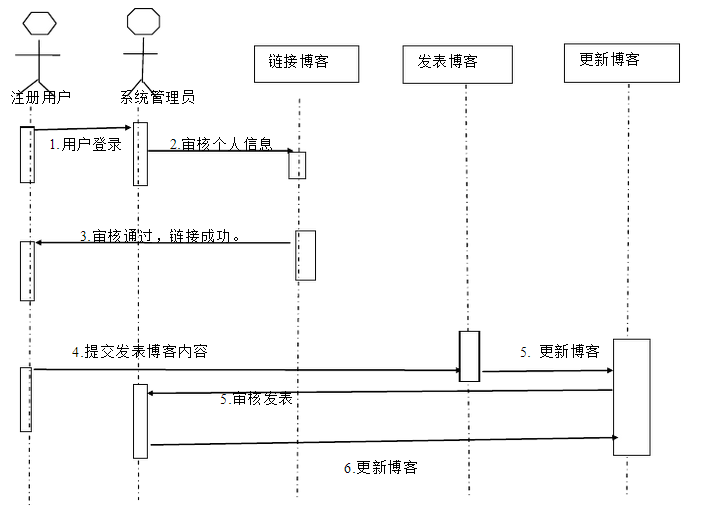 链接博客
发表博客
更新博客
注册用户
系统管理员
1.用户登录
2.审核个人信息
3.审核通过，链接成功。
4.提交发表博客内容
5. 更新博客
5.审核发表
6.更新博客